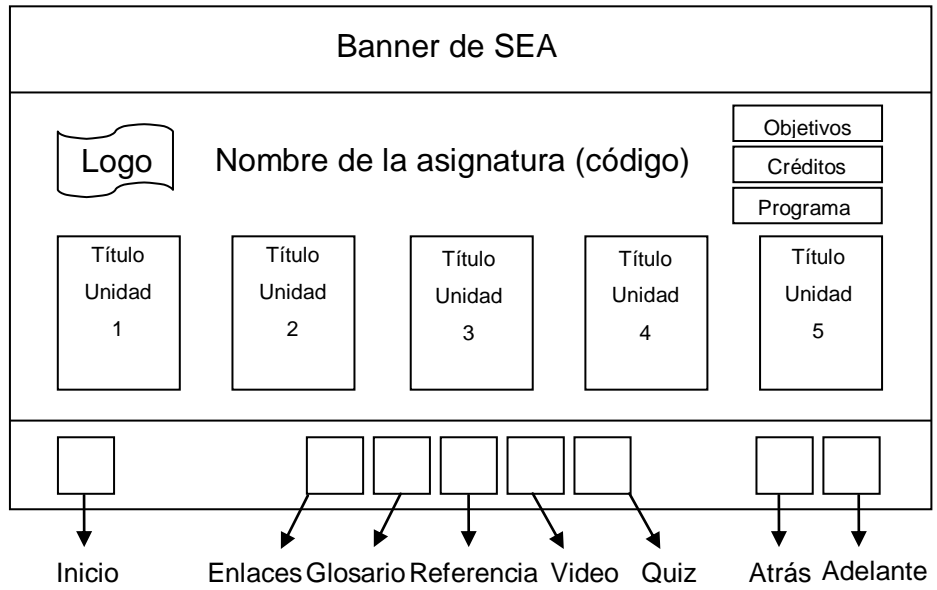 Banner de SEA
Logo
Nombre de la asignatura (código)
Objetivos
Créditos
Programa
Título
Unidad
1
Título
Unidad
2
Título
Unidad
3
Título
Unidad
4
Título
Unidad
5
Inicio
Enlaces
Glosario
Referencia
Video
Quiz
Atrás
Adelante